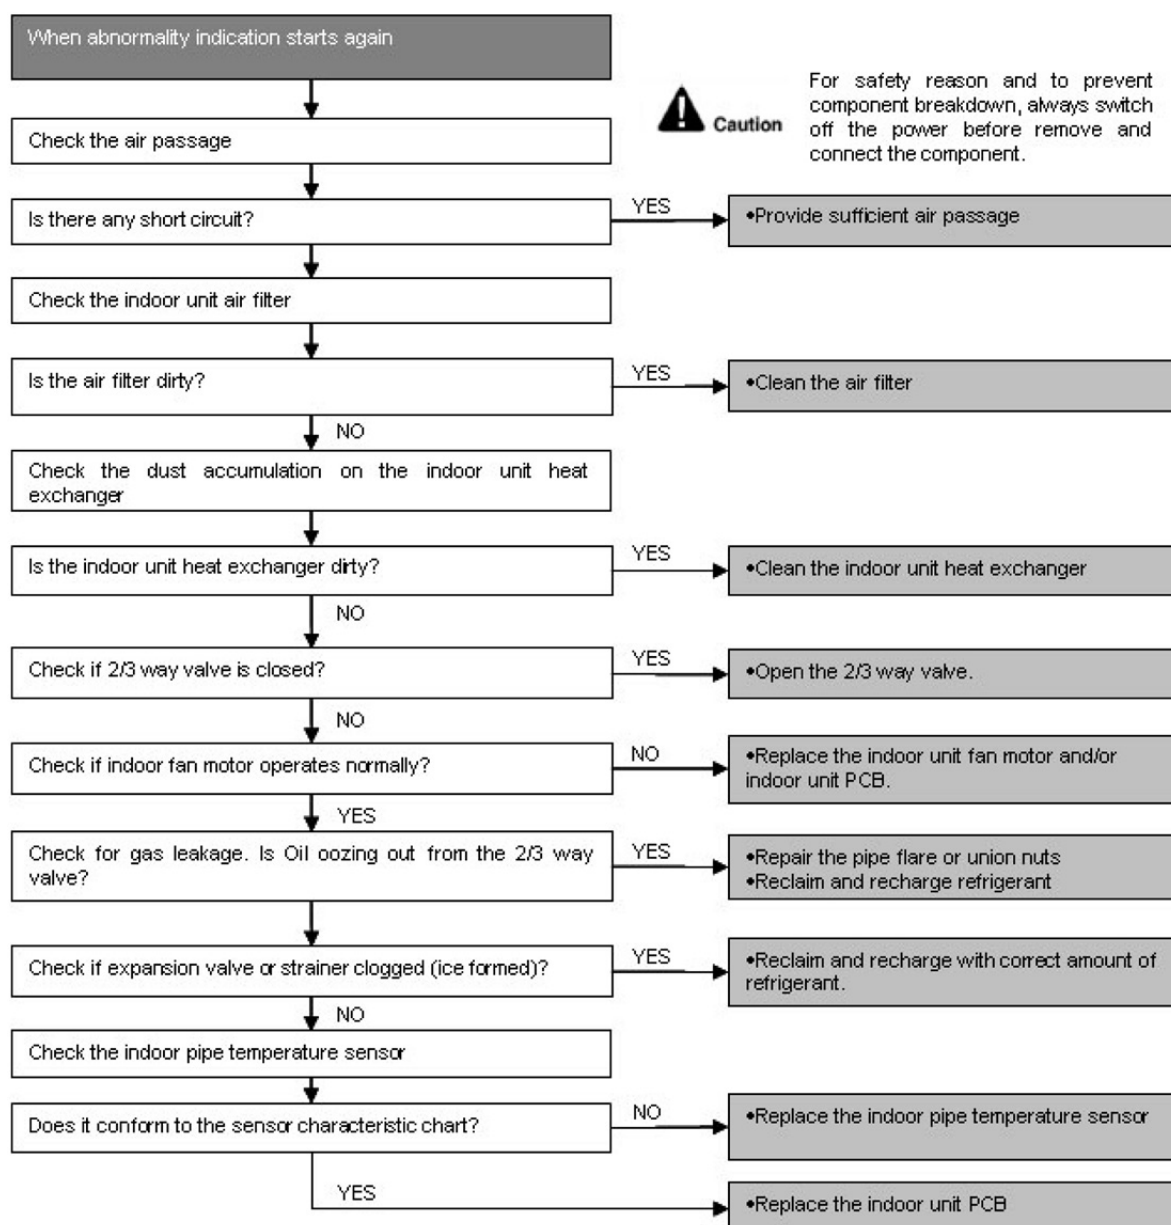 When abnormality indication starts again
For safety reason and to prevent
component breakdown, always switch
off the power before remove and
connect the component.
Caution
Check the air passage
Is there any short circuit?
YES
•Provide sufficient air passage
Check the indoor unit air filter
Is the air filter dirty?
YES
•Clean the air filter
NO
Check the dust accumulation on the indoor unit heat
exchanger
Is the indoor unit heat exchanger dirty?
YES
•Clean the indoor unit heat exchanger
NO
Check if 2/3 way valve is closed?
YES
•Open the 2/3 way valve.
NO
Check if indoor fan motor operates normally?
NO
•Replace the indoor unit fan motor and/or
indoor unit PCB.
YES
Check for gas leakage. Is Oil oozing out from the 2/3 way
valve?
YES
•Repair the pipe flare or union nuts
•Reclaim and recharge refrigerant
Check if expansion valve or strainer clogged (ice formed)?
YES
•Reclaim and recharge with correct amount of
refrigerant.
NO
Check the indoor pipe temperature sensor
Does it conform to the sensor characteristic chart?
NO
•Replace the indoor pipe temperature sensor
YES
•Replace the indoor unit PCB